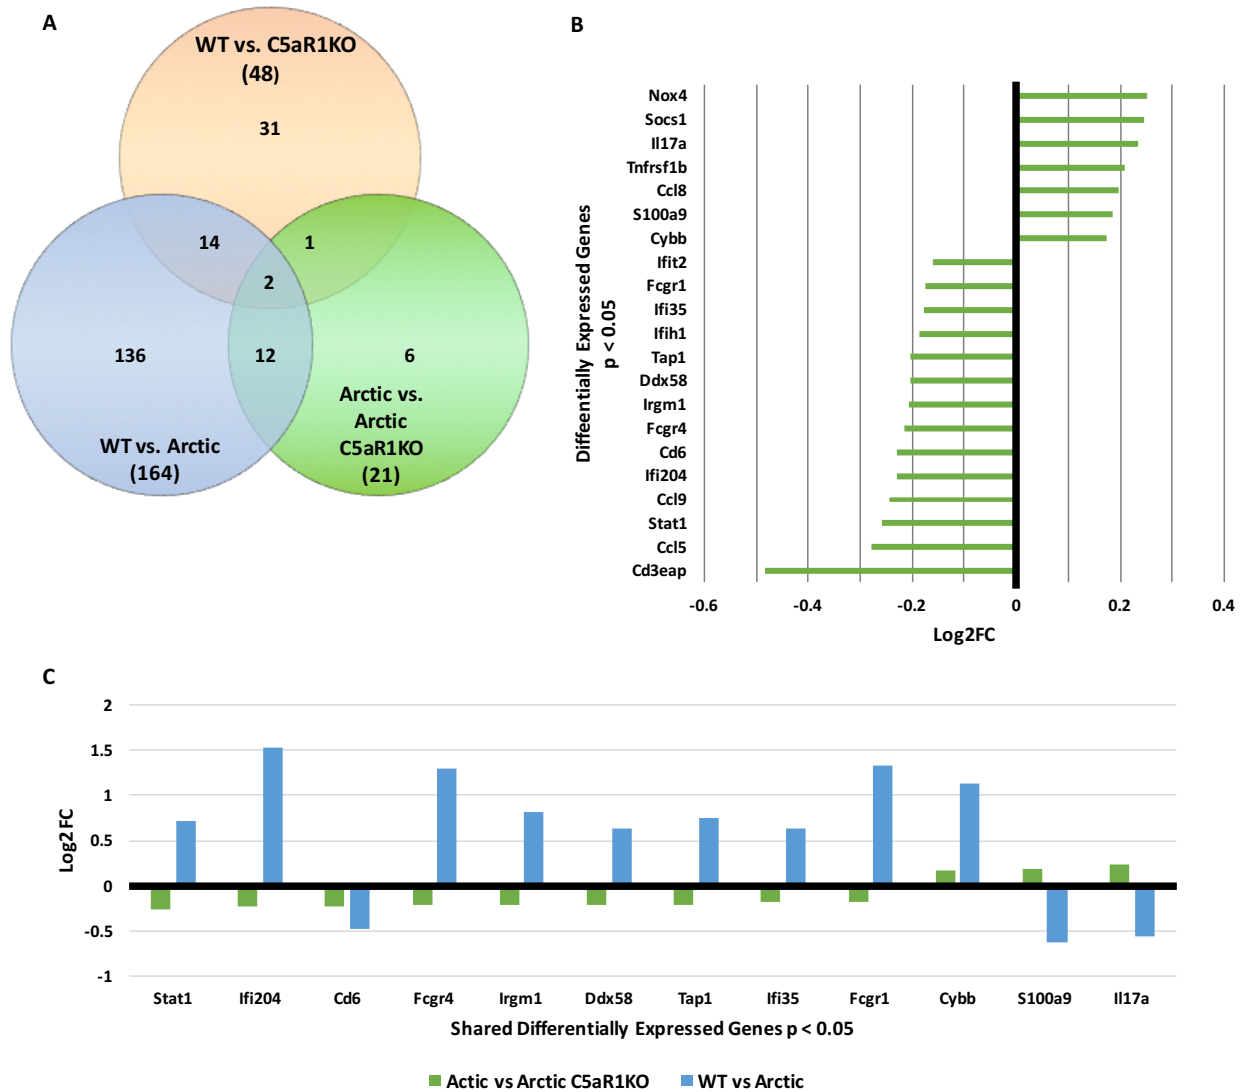 A
WT vs. C5aR1KO
(48)
31
14
1
2
136
12
6
Arctic vs.
Arctic
C5aR1KO
(21)
WT vs. Arctic
(164)
B
Differentially Expressed Genes
p < 0.05
Nox4
Socs1
Il17a
Tnfrsf1b
Ccl8
S100a9
Cybb
Ifit2
Fcgr1
Ifi35
Ifih1
Tap1
Ddx58
Irgm1
Fcgr4
Cd6
Ifi204
Ccl9
Stat1
Ccl5
Cd3eap
-0.6 -0.4 -0.2 0 0.2 0.4
Log2FC
C
Log2FC
2
1.5
1
0.5
0
-0.5
-1
Stat1 Ifi204 Cd6 Fcgr4 Irgm1 Ddx58 Tap1 Ifi35 Fcgr1 Cybb S100a9 Il17a
Shared Differentially Expressed Genes p < 0.05
Actic vs Arctic C5aR1KO WT vs Arctic